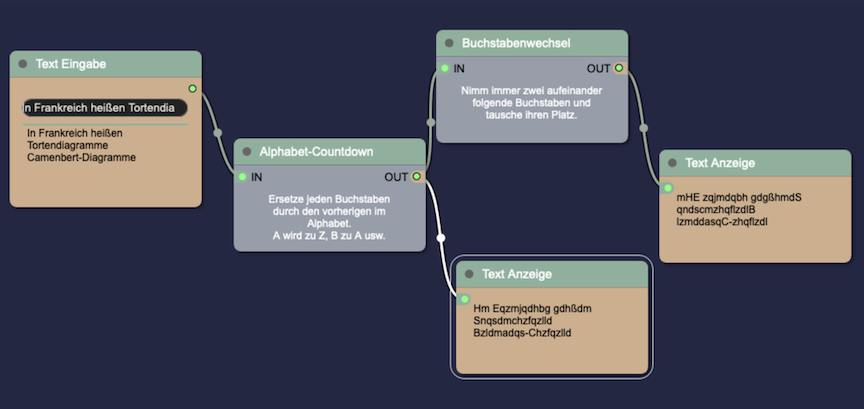 Text Eingabe
In Frankreich heißen Tortendia
In Frankreich heißen
Tortendiagramme
Camenbert-Diagramme
Alphabet-Countdown
IN
OUT
Ersetze jeden Buchstaben
durch den vorherigen im
Alphabet.
A wird zu Z, B zu A usw.
Buchstabenwechsel
IN
OUT
Nimm immer zwei aufeinander
folgende Buchstaben und
tausche ihren Platz.
Text Anzeige
mHE zqjmdqbh gdgßhmdS
qndscmzhqflzdlB
lzmddasqC-zhqflzdl
Text Anzeige
Hm Eqzmjqdhbg gdhßdm
Snqsdmchzfqzlld
Bzldmadqs-Chzfqzlld